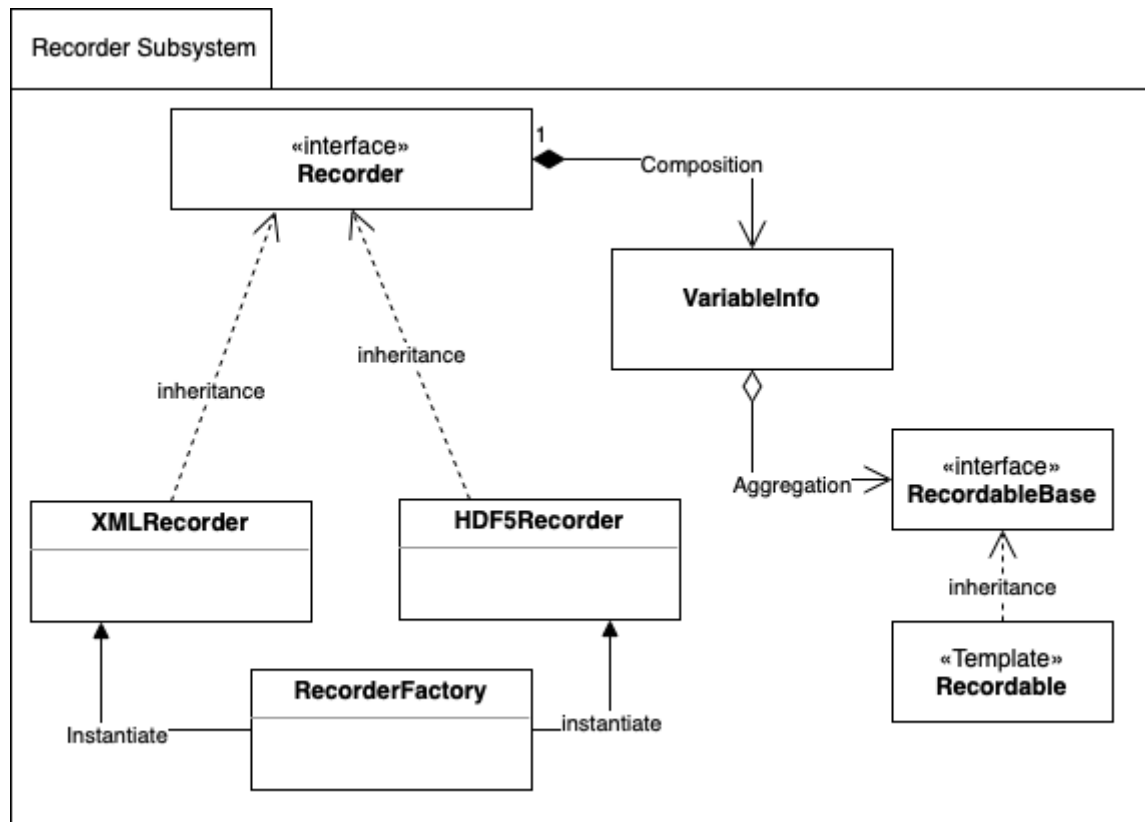 Recorder Subsystem
«interface»
Recorder
1
Composition
VariableInfo
inheritance
inheritance
Aggregation
«interface»
RecordableBase
XMLRecorder
HDF5Recorder
inheritance
«Template»
Recordable
RecorderFactory
Instantiate
instantiate